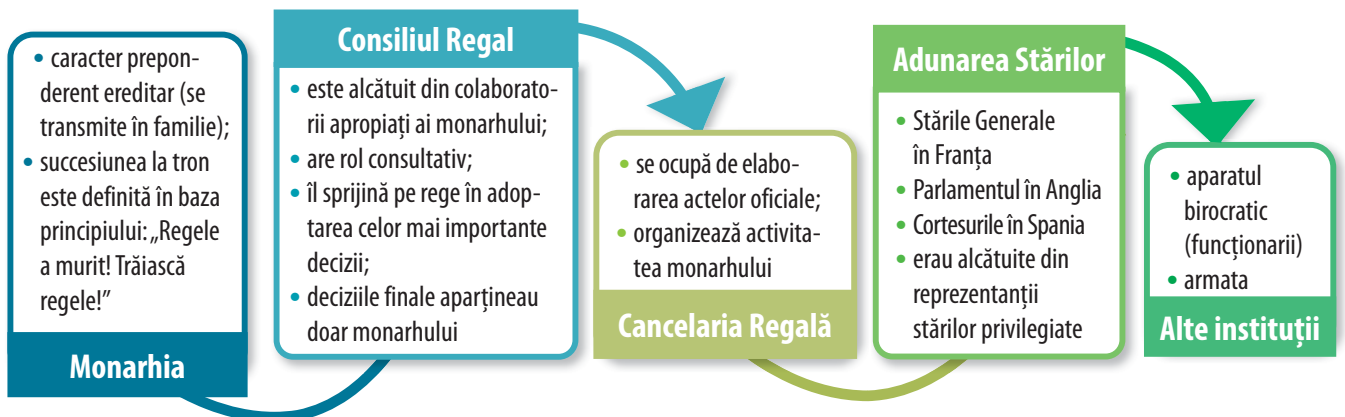 • caracter prepon-
derent ereditar (se
transmite în familie);
• succesiunea la tron
este definită în baza
principiului: „Regele
a murit! Trăiască
regele!”
Monarhia
Consiliul Regal
• este alcătuit din colaborato-
rii apropiați ai monarhului;
• are rol consultativ;
• îl sprijină pe rege în adop-
tarea celor mai importante
decizii;
• deciziile finale aparțineau
doar monarhului
• se ocupă de elabo-
rarea actelor oficiale;
• organizează activita-
tea monarhului
Cancelaria Regală
Adunarea Stărilor
• Stările Generale
în Franța
• Parlamentul în Anglia
• Cortesurile în Spania
• erau alcătuite din
reprezentanții
stărilor privilegiate
• aparatul
birocratic
(funcționarii)
• armata
Alte instituții